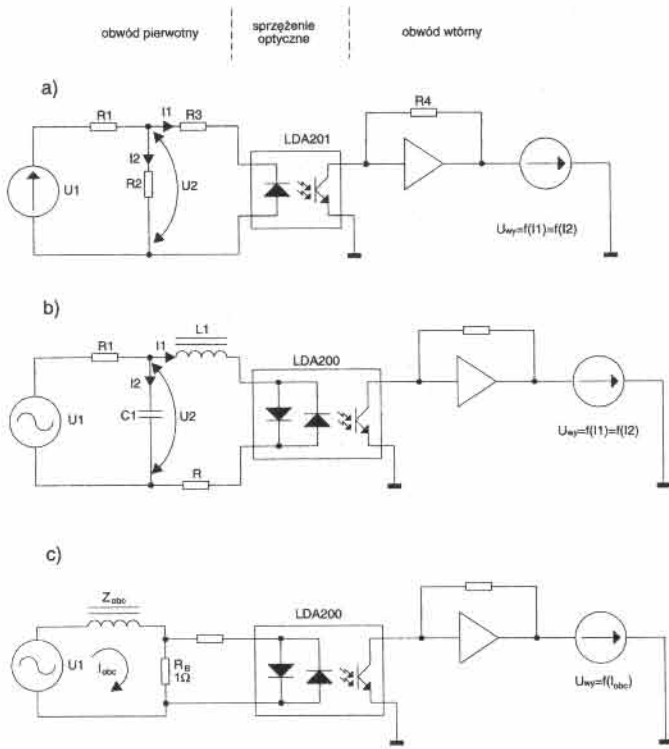 obwód pierwotny
sprzężenie
optyczne
obwód wtórny
a)
R1
I1
R3
R4
LDA201
I2
R2
U2
U1
Uwy=f(I1)=f(I2)
b)
L1
R1
I1
LDA200
I2
C1
U2
U1
R
Uwy=f(I1)=f(I2)
c)
Zobc
LDA200
U1
Iobc
RB
1Ω
Uwy=f(Iobc)